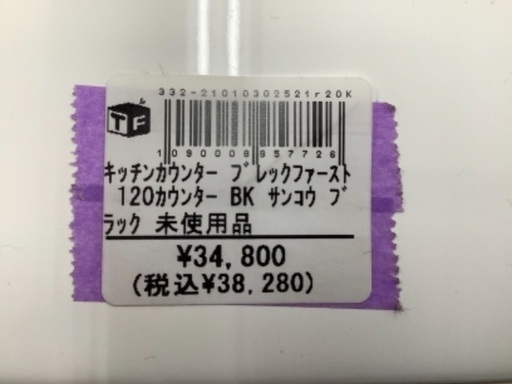 332-21010302521r20K
TF
1090008957726
キッチンカウンター ブレックファースト
120カウンター BK サンコウ ブ
ラック 未使用品
¥34,800
(税込¥38,280)